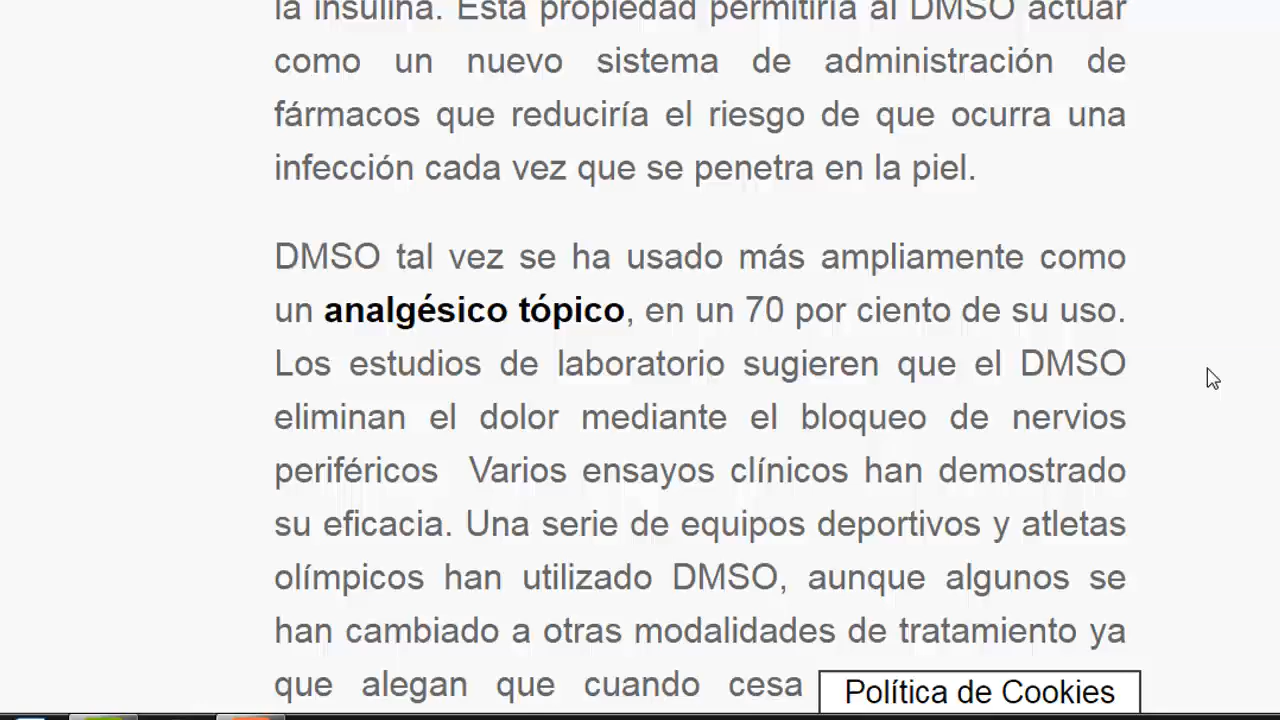 la insulina. Esta propiedad permitiría al DMSO actuar
como un nuevo sistema de administración de
fármacos que reduciría el riesgo de que ocurra una
infección cada vez que se penetra en la piel.
DMSO tal vez se ha usado más ampliamente como
un analgésico tópico, en un 70 por ciento de su uso.
Los estudios de laboratorio sugieren que el DMSO
eliminan el dolor mediante el bloqueo de nervios
periféricos Varios ensayos clínicos han demostrado
su eficacia. Una serie de equipos deportivos y atletas
olímpicos han utilizado DMSO, aunque algunos se
han cambiado a otras modalidades de tratamiento ya
que alegan que cuando cesa
Política de Cookies